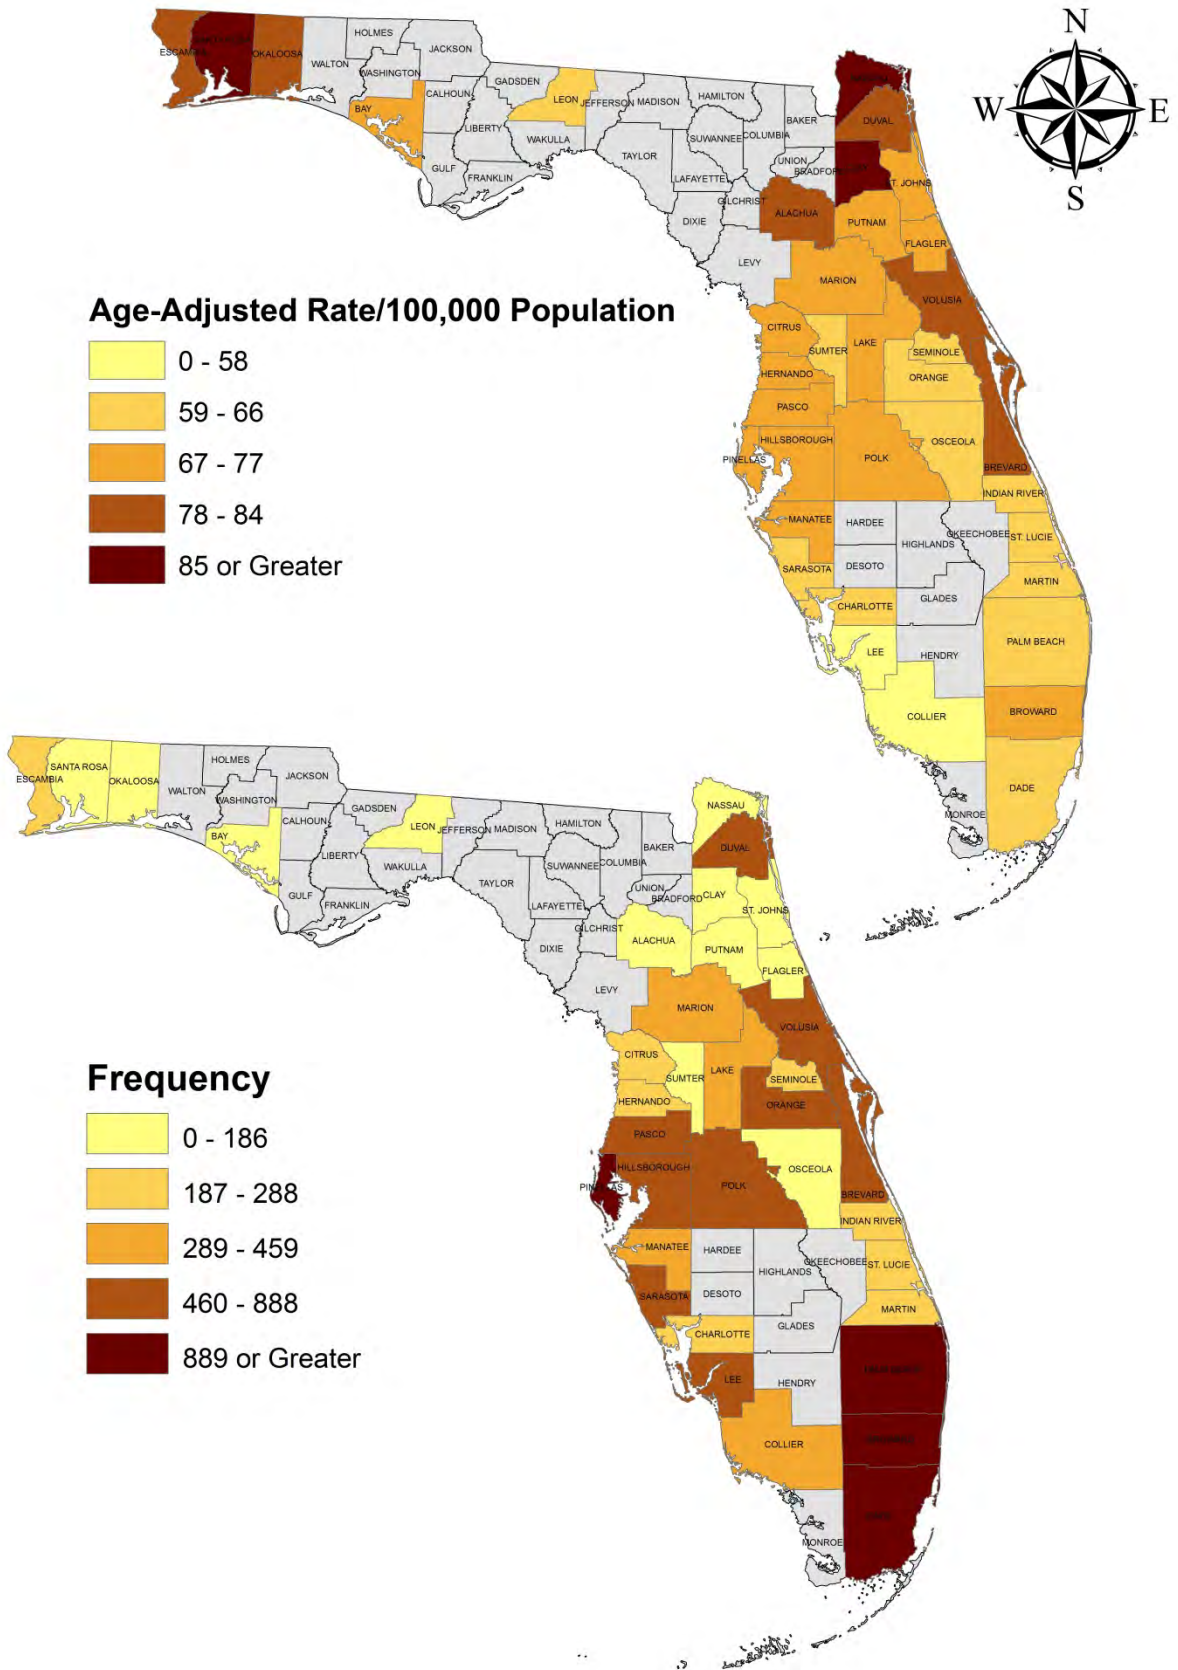 N
W E
S
ESCAMBIA
OKALOOSA
WALTON
HOLMES
WASHINGTON
JACKSON
BAY
CALHOUN
GULF
GADSDEN
LIBERTY
FRANKLIN
LEON
WAKULLA
JEFFERSON
MADISON
TAYLOR
HAMILTON
SUWANNEE
LAFAYETTE
DIXIE
COLUMBIA
GILCHRIST
BAKER
UNION
BRADFORD
DUVAL
ST. JOHNS
ALACHUA
PUTNAM
FLAGLER
LEVY
MARION
VOLUSIA
CITRUS
SUMTER
LAKE
SEMINOLE
ORANGE
HERNANDO
PASCO
HILLSBOROUGH
PINELLAS
POLK
OSCEOLA
BREVARD
INDIAN RIVER
MANATEE
HARDEE
HIGHLANDS
OKEECHOBEE
ST. LUCIE
SARASOTA
DESOTO
MARTIN
CHARLOTTE
GLADES
LEE
HENDRY
PALM BEACH
COLLIER
BROWARD
DADE
MONROE
Age-Adjusted Rate/100,000 Population
0 - 58
59 - 66
67 - 77
78 - 84
85 or Greater
ESCAMBIA
SANTA ROSA
OKALOOSA
WALTON
HOLMES
WASHINGTON
JACKSON
BAY
CALHOUN
GULF
GADSDEN
LIBERTY
FRANKLIN
LEON
WAKULLA
JEFFERSON
MADISON
TAYLOR
HAMILTON
SUWANNEE
LAFAYETTE
DIXIE
COLUMBIA
GILCHRIST
BAKER
UNION
BRADFORD
NASSAU
DUVAL
CLAY
ST. JOHNS
ALACHUA
PUTNAM
FLAGLER
LEVY
MARION
VOLUSIA
CITRUS
SUMTER
LAKE
SEMINOLE
ORANGE
HERNANDO
PASCO
HILLSBOROUGH
POLK
OSCEOLA
BREVARD
INDIAN RIVER
MANATEE
HARDEE
HIGHLANDS
OKEECHOBEE
ST. LUCIE
SARASOTA
DESOTO
MARTIN
CHARLOTTE
GLADES
LEE
HENDRY
COLLIER
MONROE
Frequency
0 - 186
187 - 288
289 - 459
460 - 888
889 or Greater